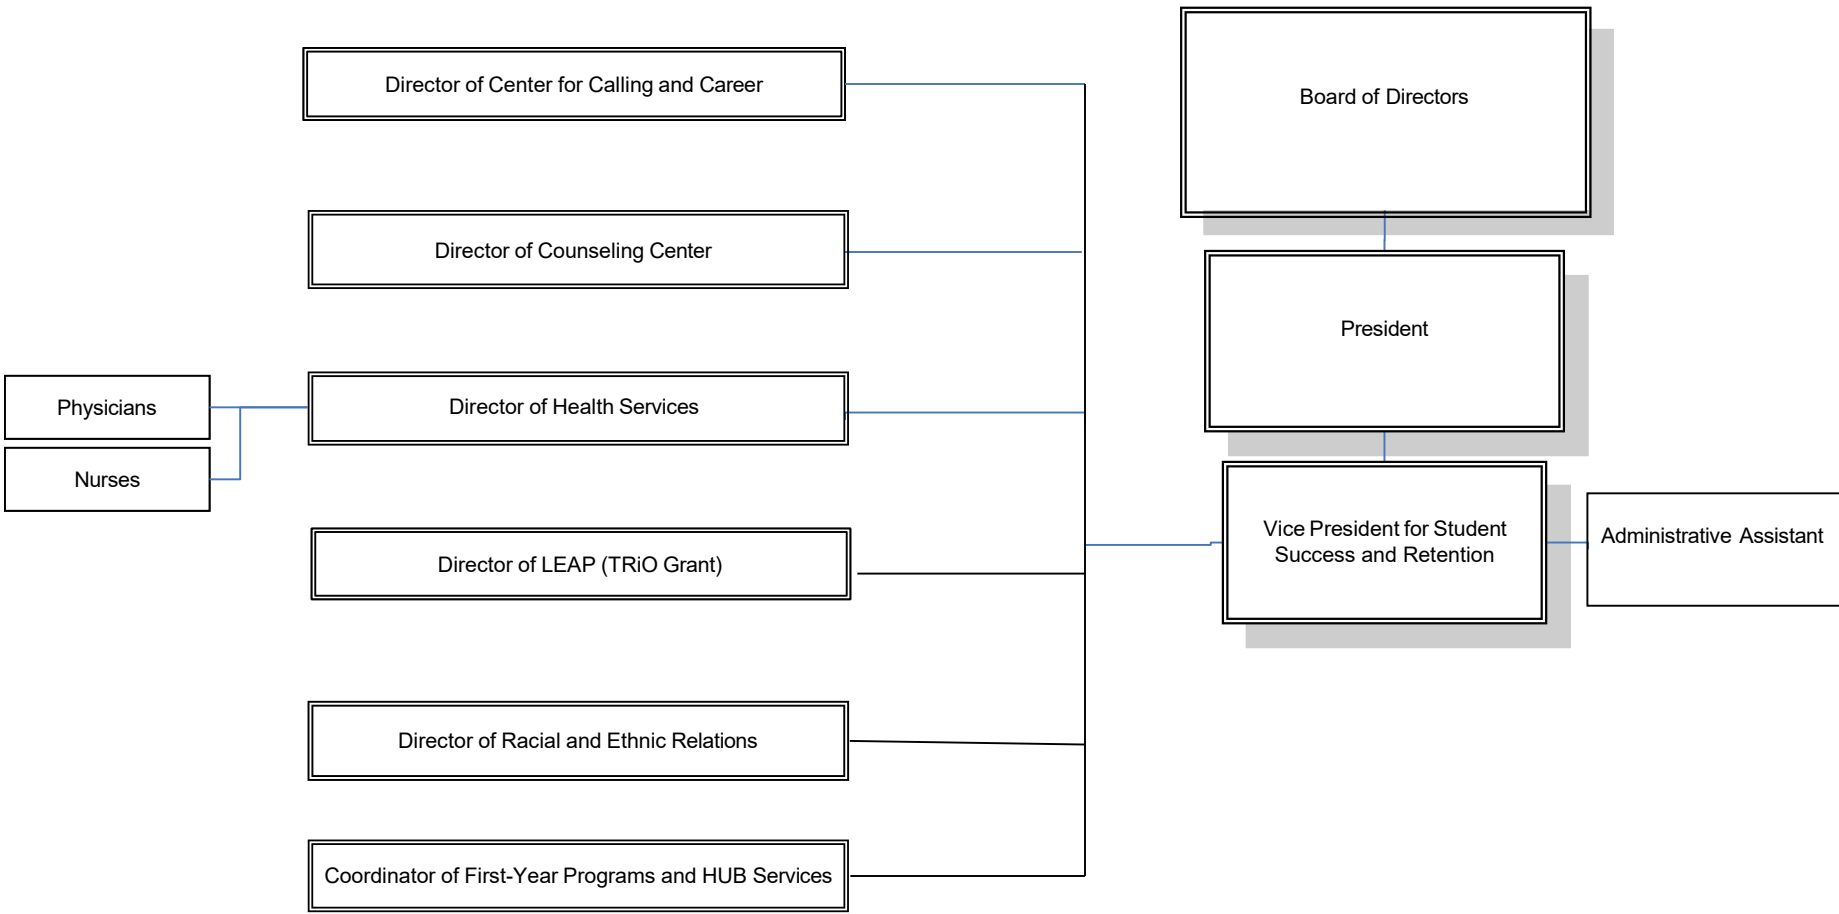 Director of Center for Calling and Career
Board of Directors
Director of Counseling Center
President
Physicians
Director of Health Services
Nurses
Vice President for Student
Success and Retention
Administrative Assistant
Director of LEAP (TRiO Grant)
Director of Racial and Ethnic Relations
Coordinator of First-Year Programs and HUB Services